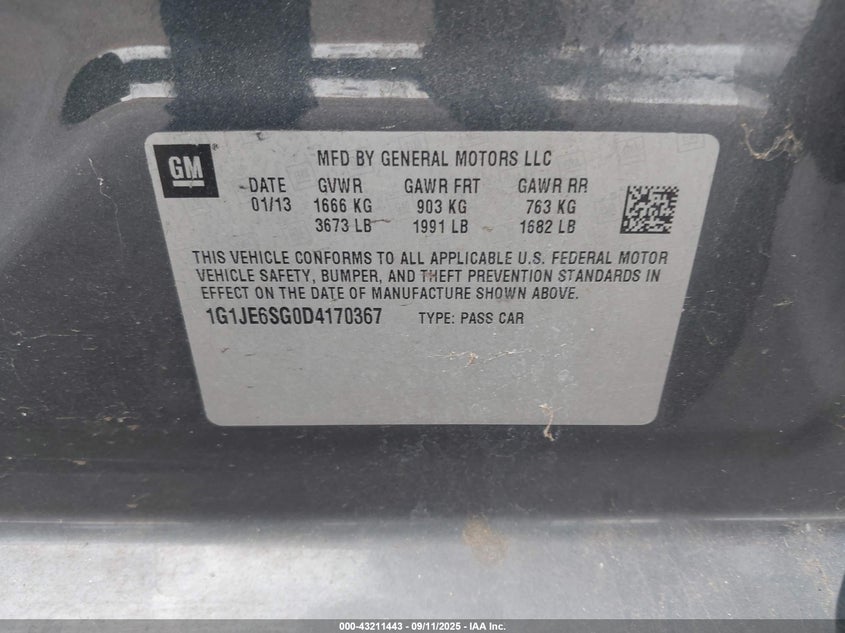 GM ®
MFD BY GENERAL MOTORS LLC
DATE GVWR GAWR FRT GAWR RR
01/13 1666 KG 903 KG 763 KG
3673 LB 1991 LB 1682 LB
THIS VEHICLE CONFORMS TO ALL APPLICABLE U.S. FEDERAL MOTOR
VEHICLE SAFETY, BUMPER, AND THEFT PREVENTION STANDARDS IN
EFFECT ON THE DATE OF MANUFACTURE SHOWN ABOVE.
1G1JE6SG0D4170367 TYPE: PASS CAR
000-43211443 - 09/11/2025 - IAA Inc.